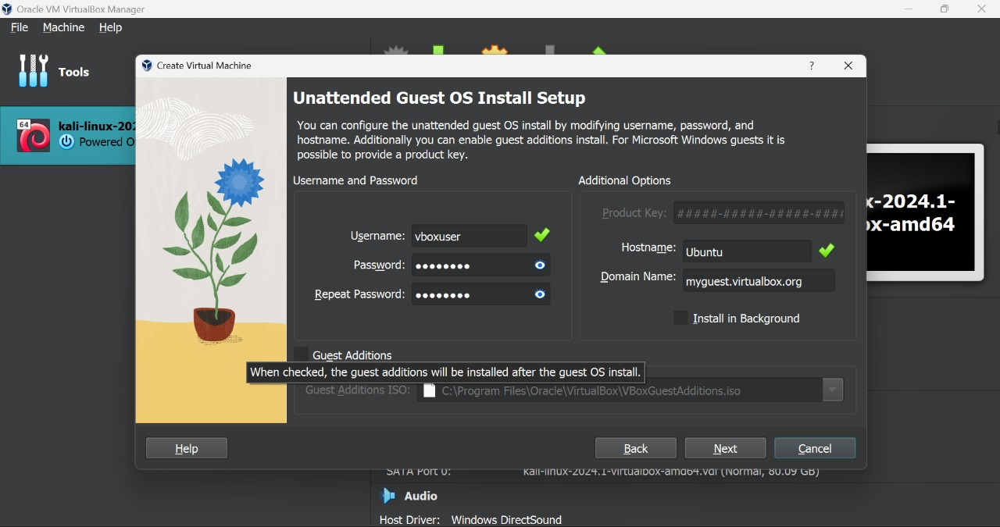 Oracle VM VirtualBox Manager
File Machine Help
Tools
64
kali-linux-202
Powered O
Create Virtual Machine
?
Unattended Guest OS Install Setup
You can configure the unattended guest OS install by modifying username, password, and
hostname. Additionally you can enable guest additions install. For Microsoft Windows guests it is
possible to provide a product key.
Username and Password
Username: vboxuser
Password: ●●●●●●●●
Repeat Password: ●●●●●●●●
Additional Options
Product Key: #####-#####-#####-####
Hostname: Ubuntu
Domain Name: myguest.virtualbox.org
Install in Background
Guest Additions
When checked, the guest additions will be installed after the guest OS install.
Guest Additions ISO: C:\Program Files\Oracle\VirtualBox\VBoxGuestAdditions.iso
Help Back Next Cancel
x-2024.1-
ox-amd64
SATA Port 0: kali-linux-2024.1-virtualbox-amd64.vdi (Normal, 80.09 GB)
Audio
Host Driver: Windows DirectSound